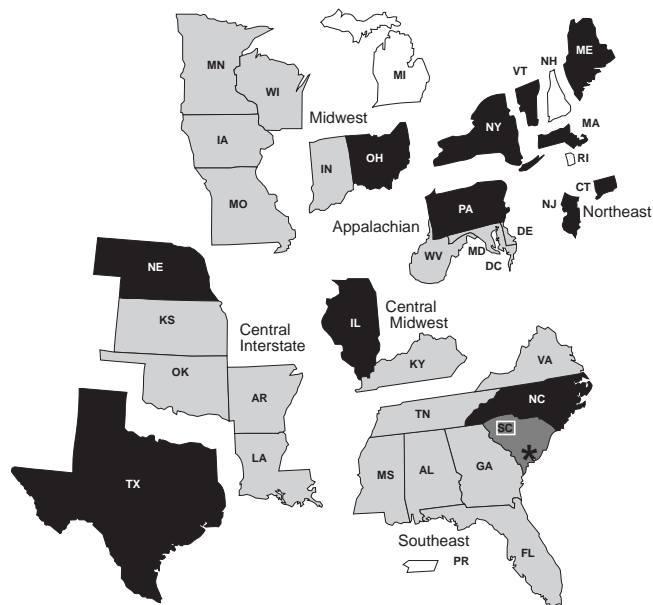 ME
NH
VT
MN
MI
WI
NY
MA
Midwest
IA
RI
OH
IN
CT
MO
PA
NJ
Northeast
Appalachian
DE
MD
WV
DC
NE
IL
Central
Midwest
KS
Central
Interstate
VA
KY
OK
AR
NC
TN
SC
*
LA
MS
AL
GA
TX
Southeast
PR
FL